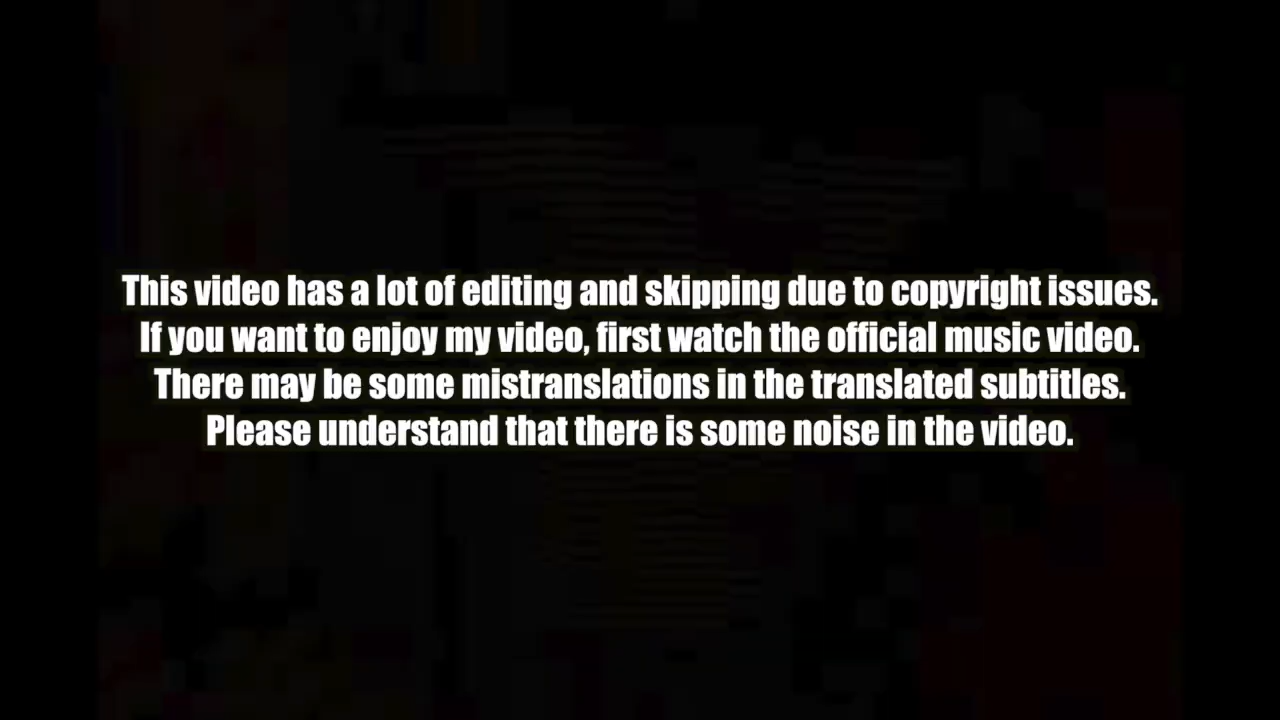 This video has a lot of editing and skipping due to copyright issues.
If you want to enjoy my video, first watch the official music video.
There may be some mistranslations in the translated subtitles.
Please understand that there is some noise in the video.